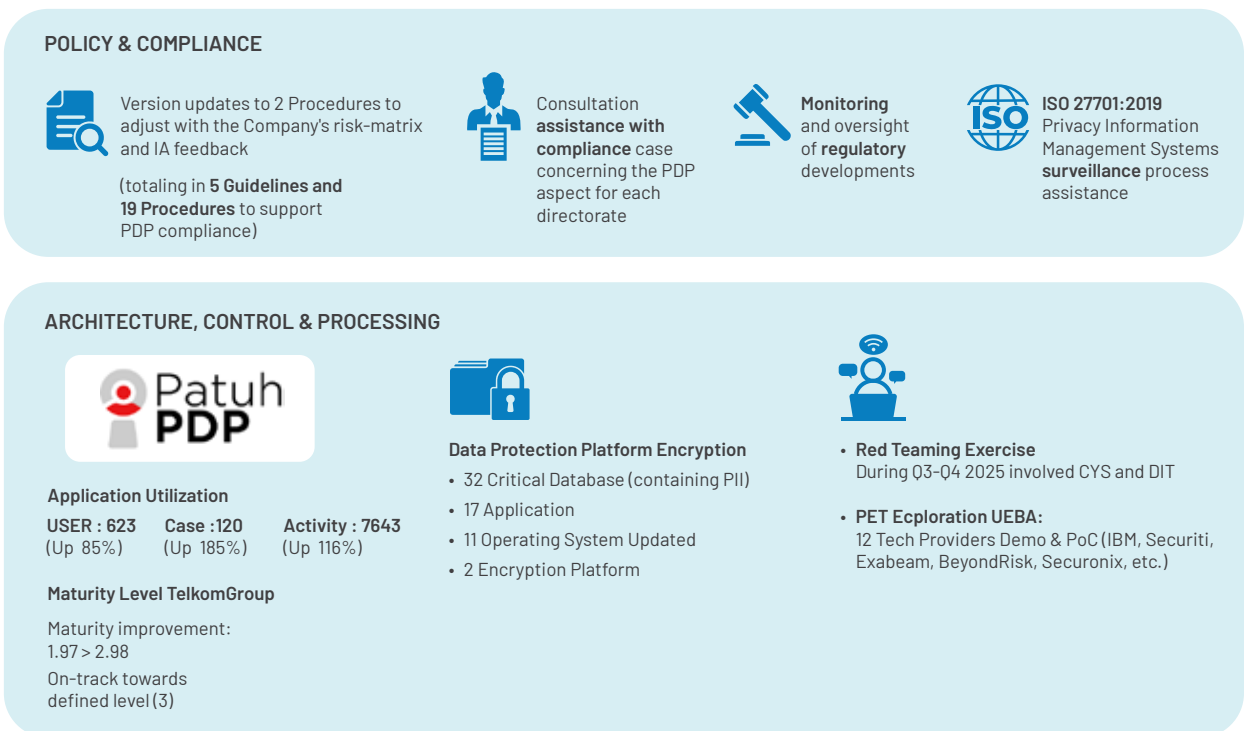 POLICY & COMPLIANCE
Version updates to 2 Procedures to
adjust with the Company's risk-matrix
and IA feedback
(totaling in 5 Guidelines and
19 Procedures to support
PDP compliance)
Consultation
assistance with
compliance case
concerning the PDP
aspect for each
directorate
Monitoring
and oversight
of regulatory
developments
ISO
ISO 27701:2019
Privacy Information
Management Systems
surveillance process
assistance
ARCHITECTURE, CONTROL & PROCESSING
Patuh
PDP
Application Utilization
USER : 623 Case :120 Activity : 7643
(Up 85%) (Up 185%) (Up 116%)
Maturity Level TelkomGroup
Maturity improvement:
1.97 > 2.98
On-track towards
defined level (3)
Data Protection Platform Encryption
• 32 Critical Database (containing PII)
• 17 Application
• 11 Operating System Updated
• 2 Encryption Platform
• Red Teaming Exercise
During Q3-Q4 2025 involved CYS and DIT
• PET Ecploration UEBA:
12 Tech Providers Demo & PoC (IBM, Securiti,
Exabeam, BeyondRisk, Securonix, etc.)